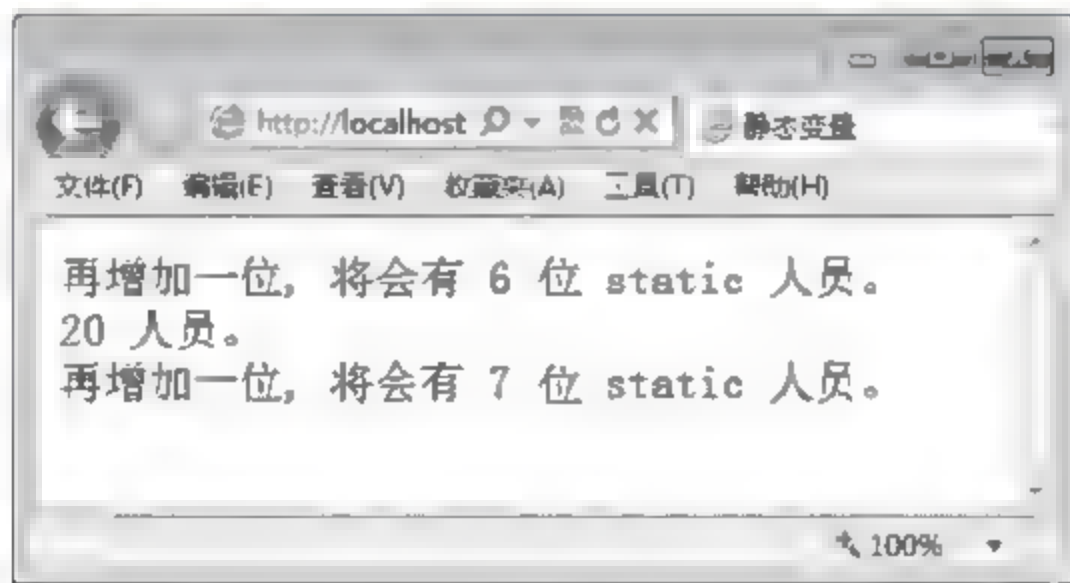 http://localhost 静态变量
文件(F) 编辑(E) 查看(V) 收藏夹(A) 工具(T) 帮助(H)
再增加一位, 将会有 6 位 static 人员。
20 人员。
再增加一位, 将会有 7 位 static 人员。
100%